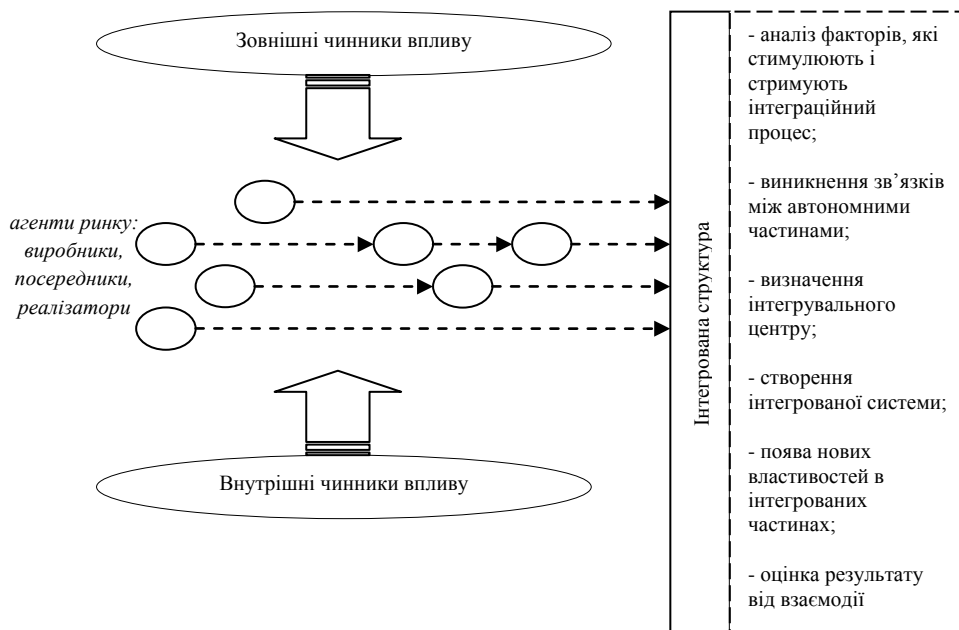 Зовнішні чинники впливу
агенти ринку:
виробники,
посередники,
реалізатори
Внутрішні чинники впливу
Інтегрована структура
- аналіз факторів, які
стимулюють і
стримують
інтеграційний
процес;
- виникнення зв’язків
між автономними
частинами;
- визначення
інтегрувального
центру;
- створення
інтегрованої системи;
- поява нових
властивостей в
інтегрованих
частинах;
- оцінка результату
від взаємодії